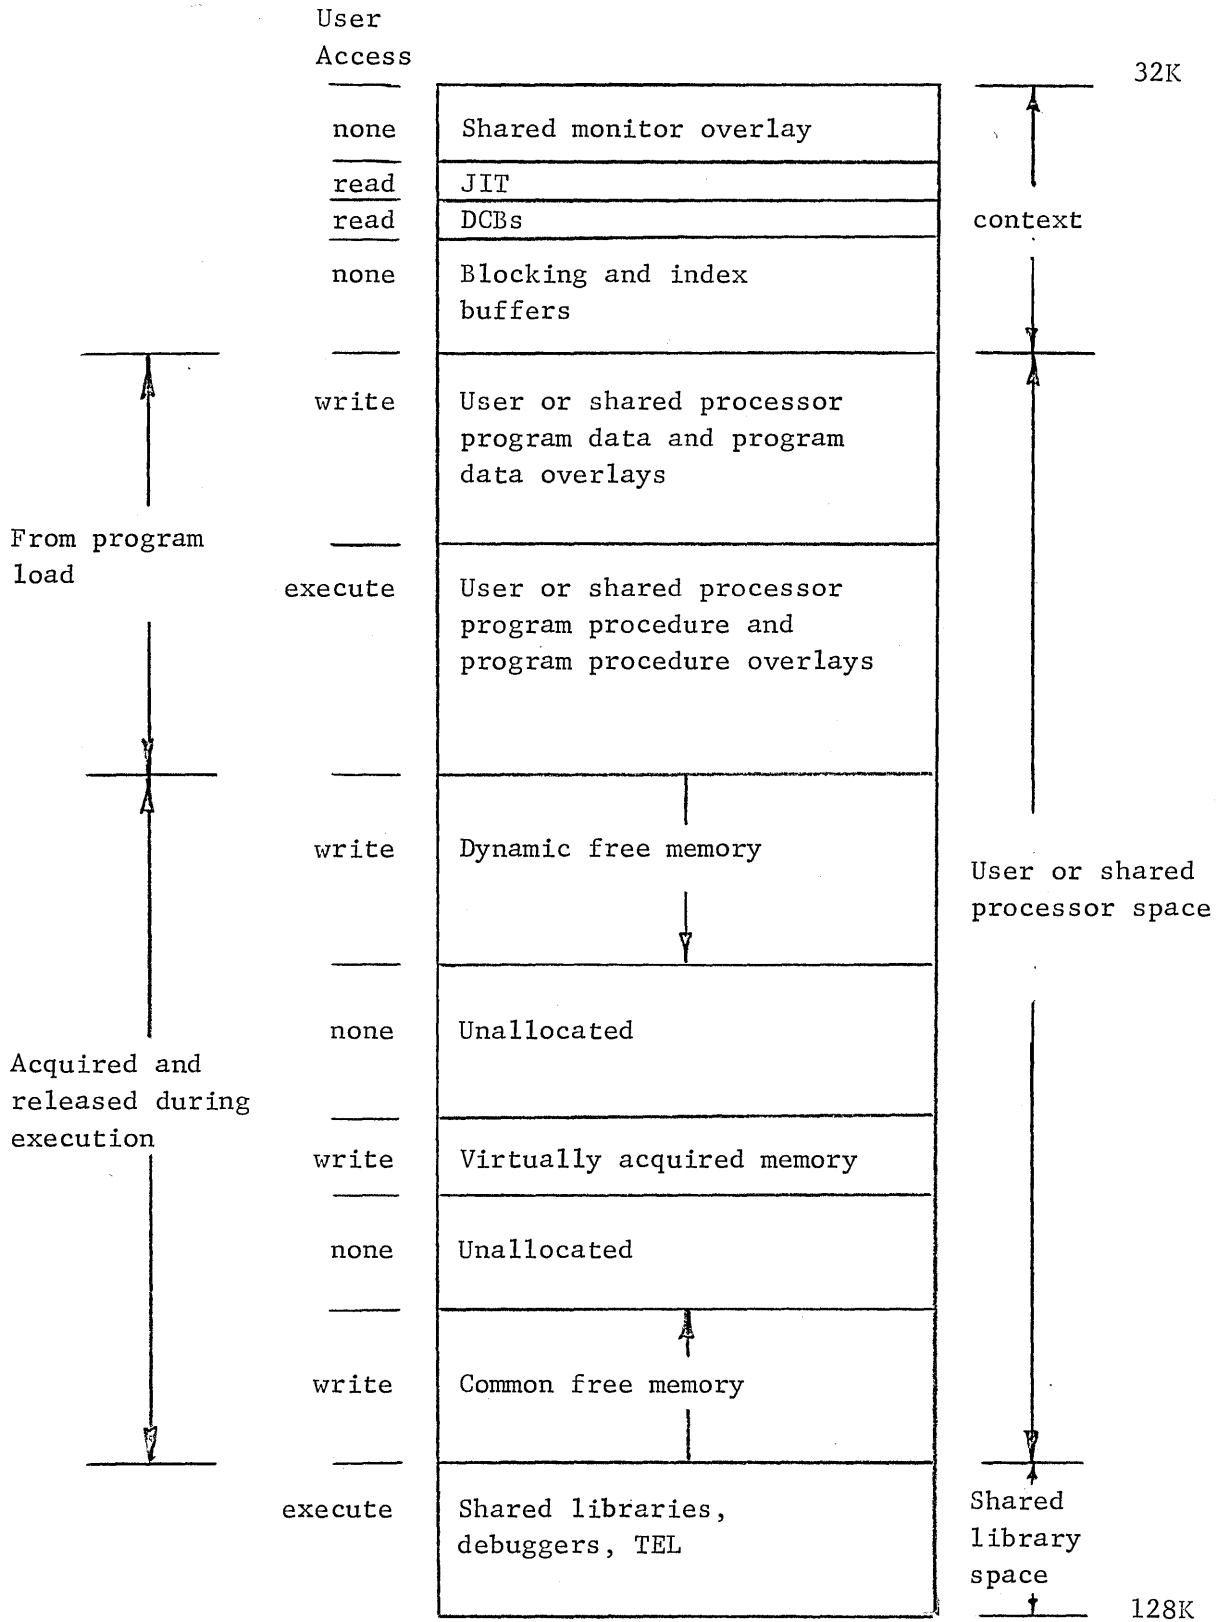 User
Access
32K
none
Shared monitor overlay
read
JIT
read
DCBs
context
none
Blocking and index
buffers
write
User or shared processor
program data and program
data overlays
From program
load
execute
User or shared processor
program procedure and
program procedure overlays
write
Dynamic free memory
User or shared
processor space
none
Unallocated
Acquired and
released during
execution
write
Virtually acquired memory
none
Unallocated
write
Common free memory
execute
Shared libraries,
debuggers, TEL
Shared
library
space
128K